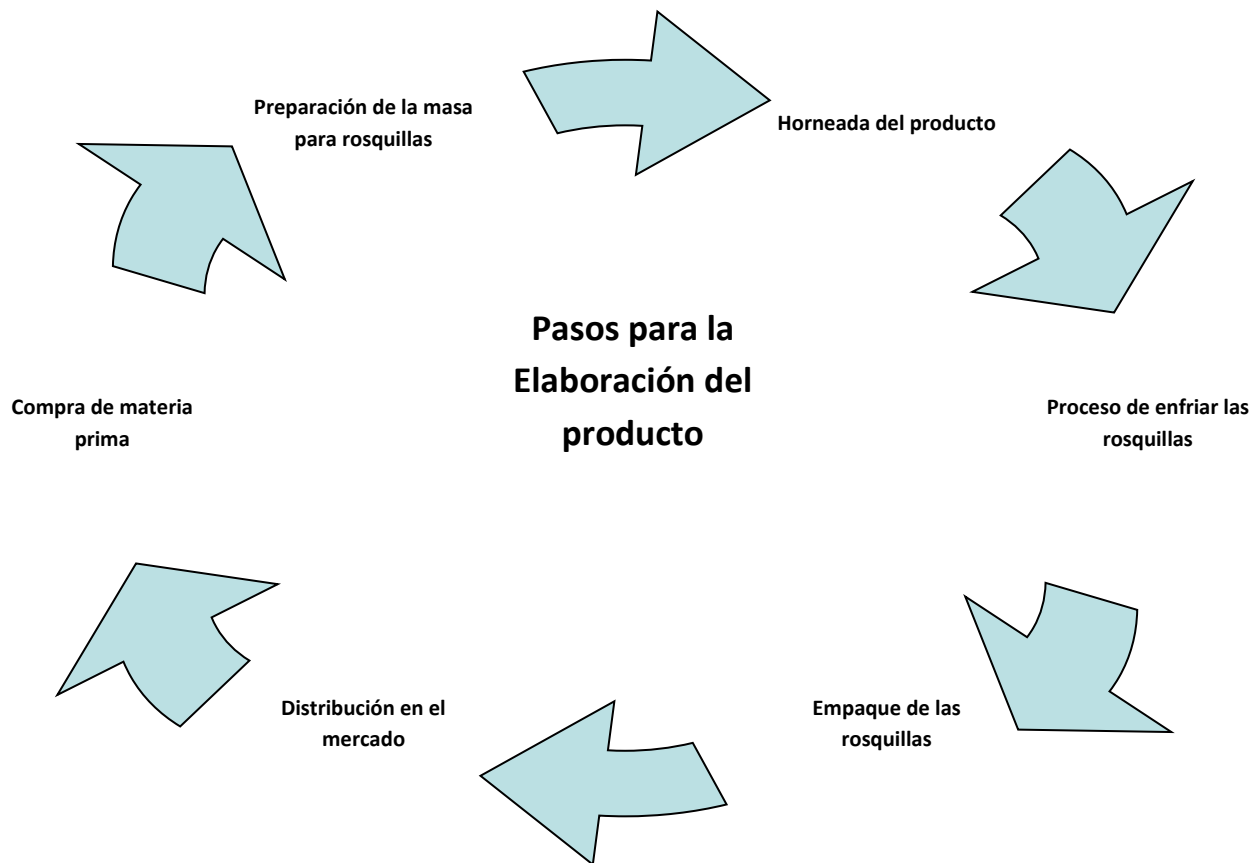 Preparación de la masa
para rosquillas
Horneada del producto
Pasos para la
Elaboración del
producto
Compra de materia
prima
Proceso de enfriar las
rosquillas
Distribución en el
mercado
Empaque de las
rosquillas